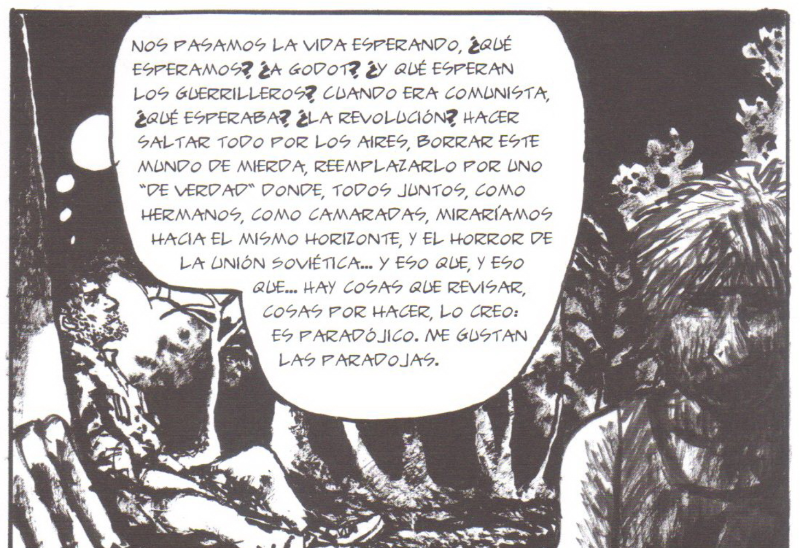 NOS PASAMOS LA VIDA ESPERANDO, ¿QUÉ
ESPERAMOS? ¿A GODOT? ¿Y QUÉ ESPERAN
LOS GUERRILLEROS? CUANDO ERA COMUNISTA,
¿QUÉ ESPERABA? ¿LA REVOLUCIÓN? HACER
SALTAR TODO POR LOS AIRES, BORRAR ESTE
MUNDO DE MIERDA, REEMPLAZARLO POR UNO
"DE VERDAD" DONDE, TODOS JUNTOS, COMO
HERMANOS, COMO CAMARADAS, MIRARÍAMOS
HACIA EL MISMO HORIZONTE, Y EL HORROR DE
LA UNIÓN SOVIÉTICA... Y ESO QUE, Y ESO
QUE... HAY COSAS QUE REVISAR,
COSAS POR HACER, LO CREO:
ES PARADÓJICO. ME GUSTAN
LAS PARADOJAS.